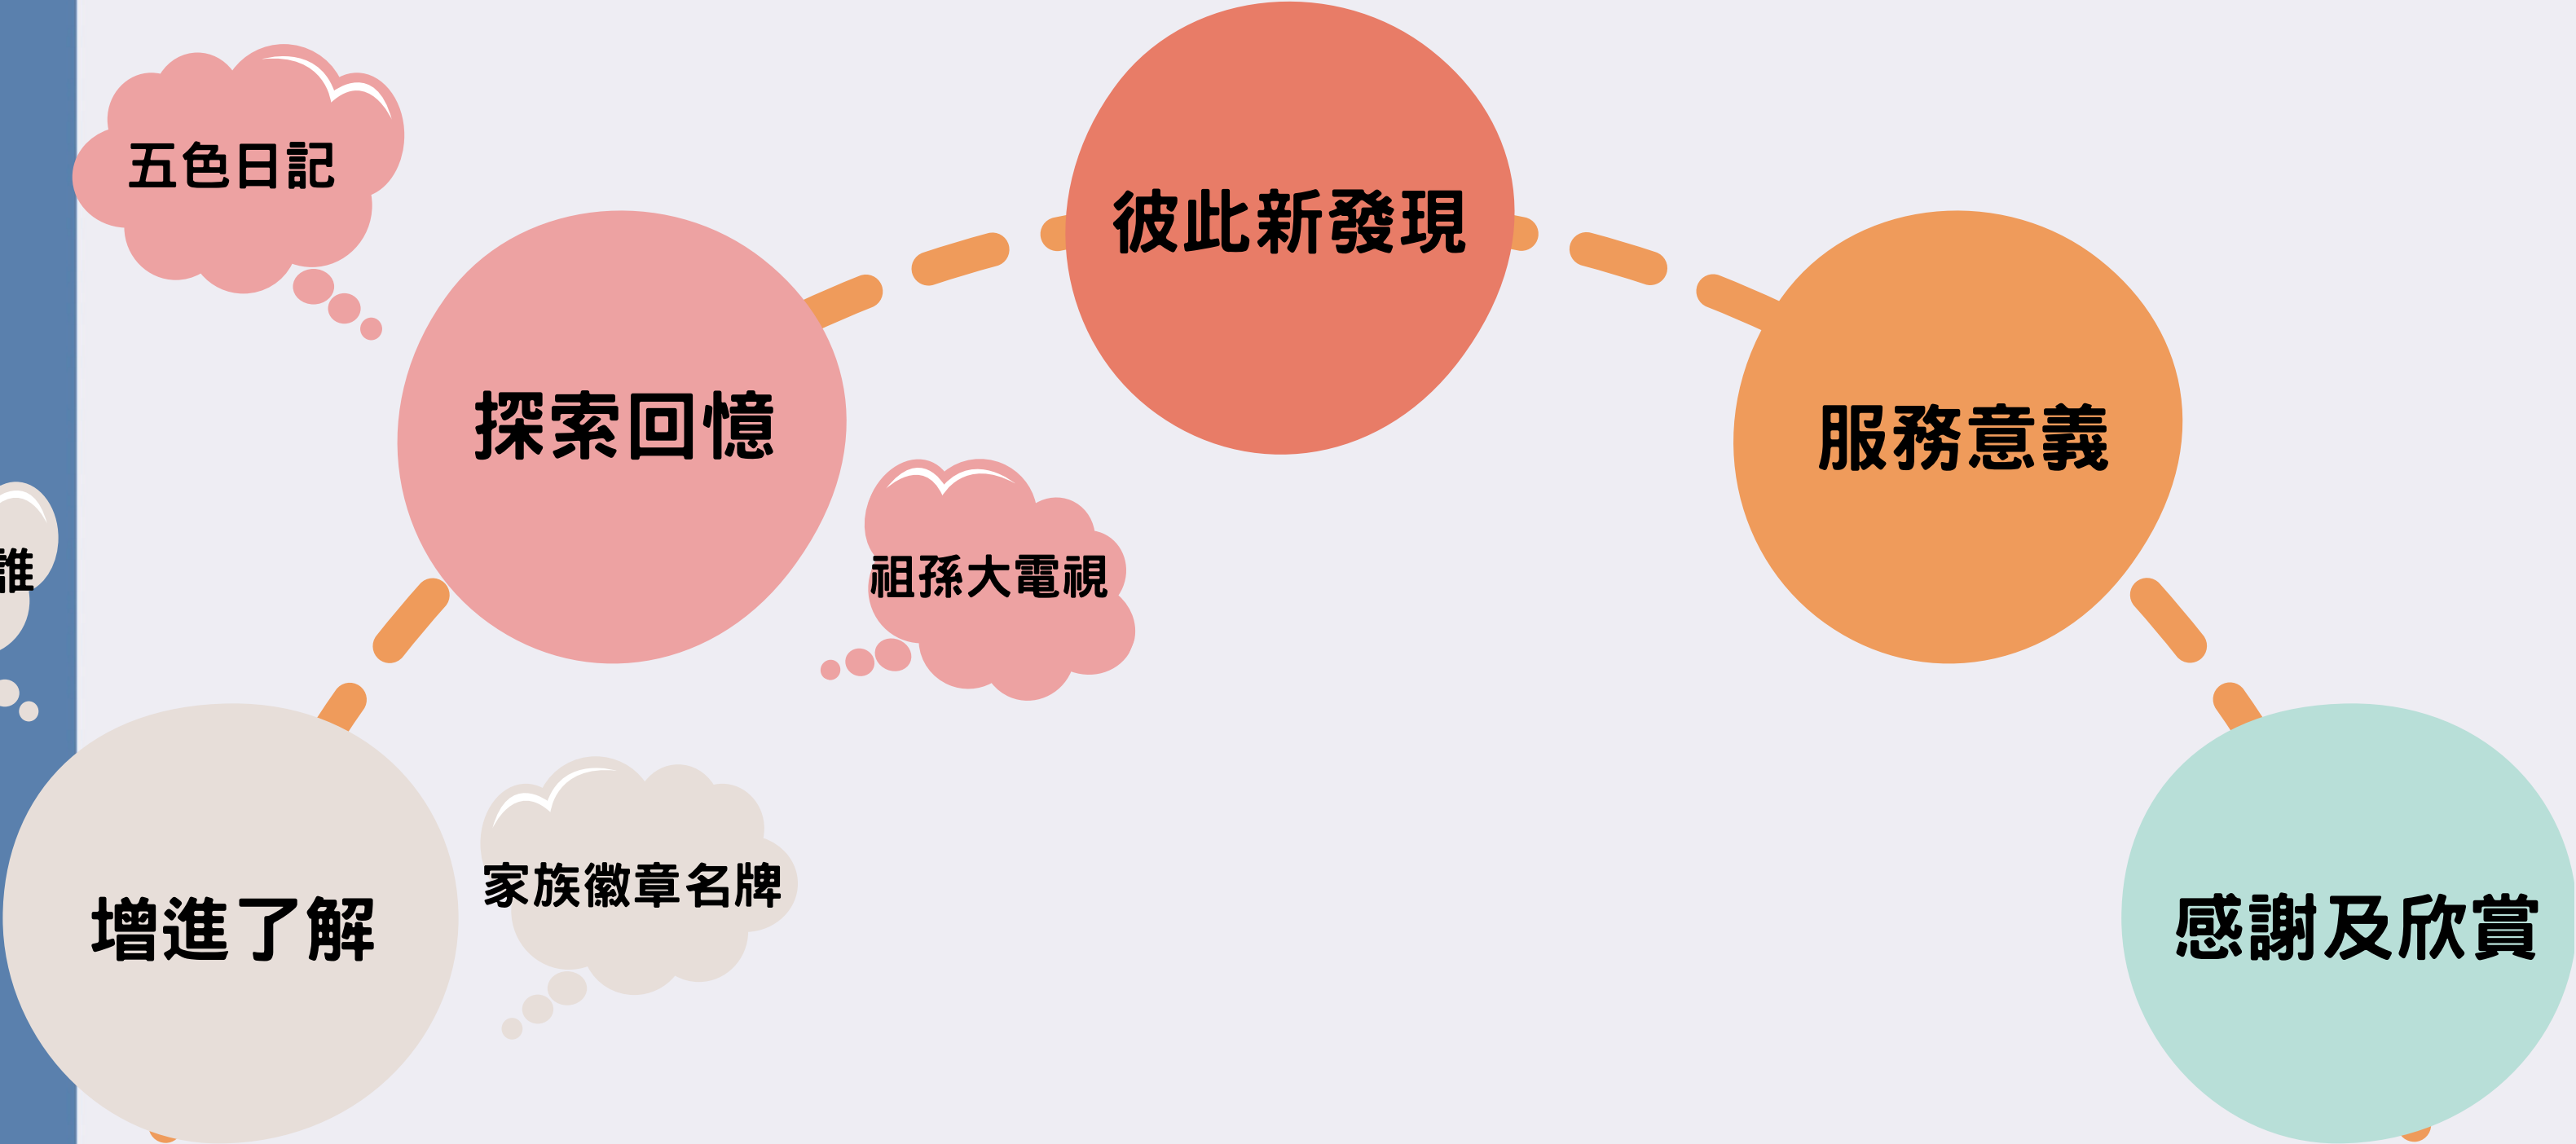 五色日記
彼此新發現
探索回憶
服務意義
祖孫大電視
誰
家族徽章名牌
增進了解
感謝及欣賞